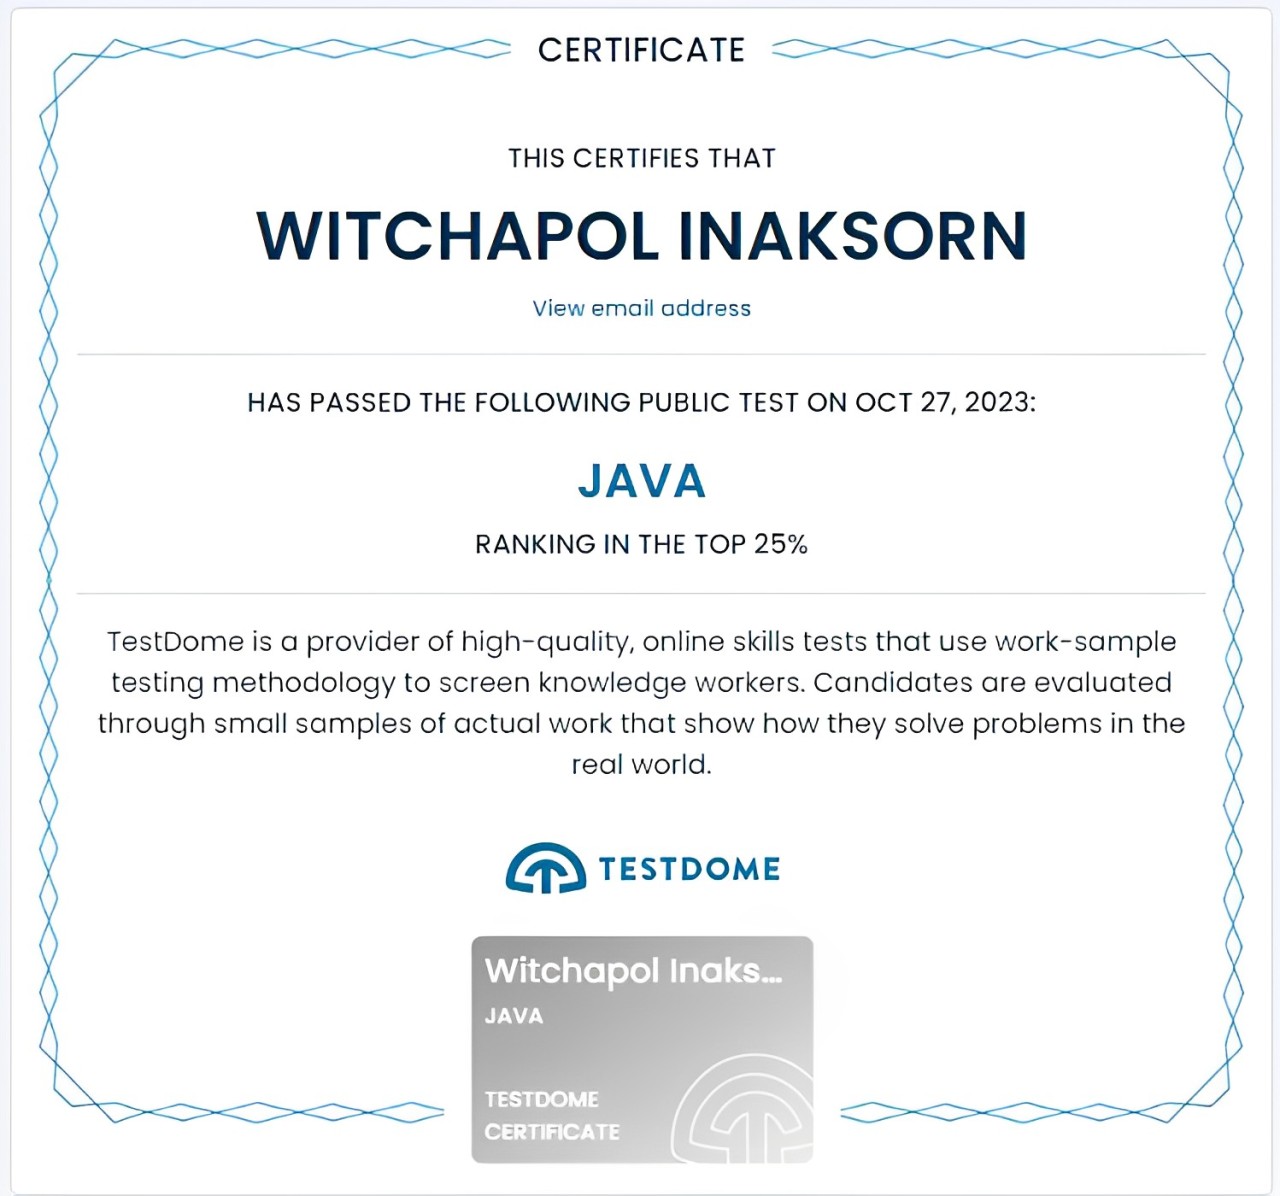 CERTIFICATE
THIS CERTIFIES THAT
WITCHAPOL INAKSORN
View email address
HAS PASSED THE FOLLOWING PUBLIC TEST ON OCT 27, 2023:
JAVA
RANKING IN THE TOP 25%
TestDome is a provider of high-quality, online skills tests that use work-sample
testing methodology to screen knowledge workers. Candidates are evaluated
through small samples of actual work that show how they solve problems in the
real world.
TESTDOME
Witchapol Inaks...
JAVA
TESTDOME
CERTIFICATE